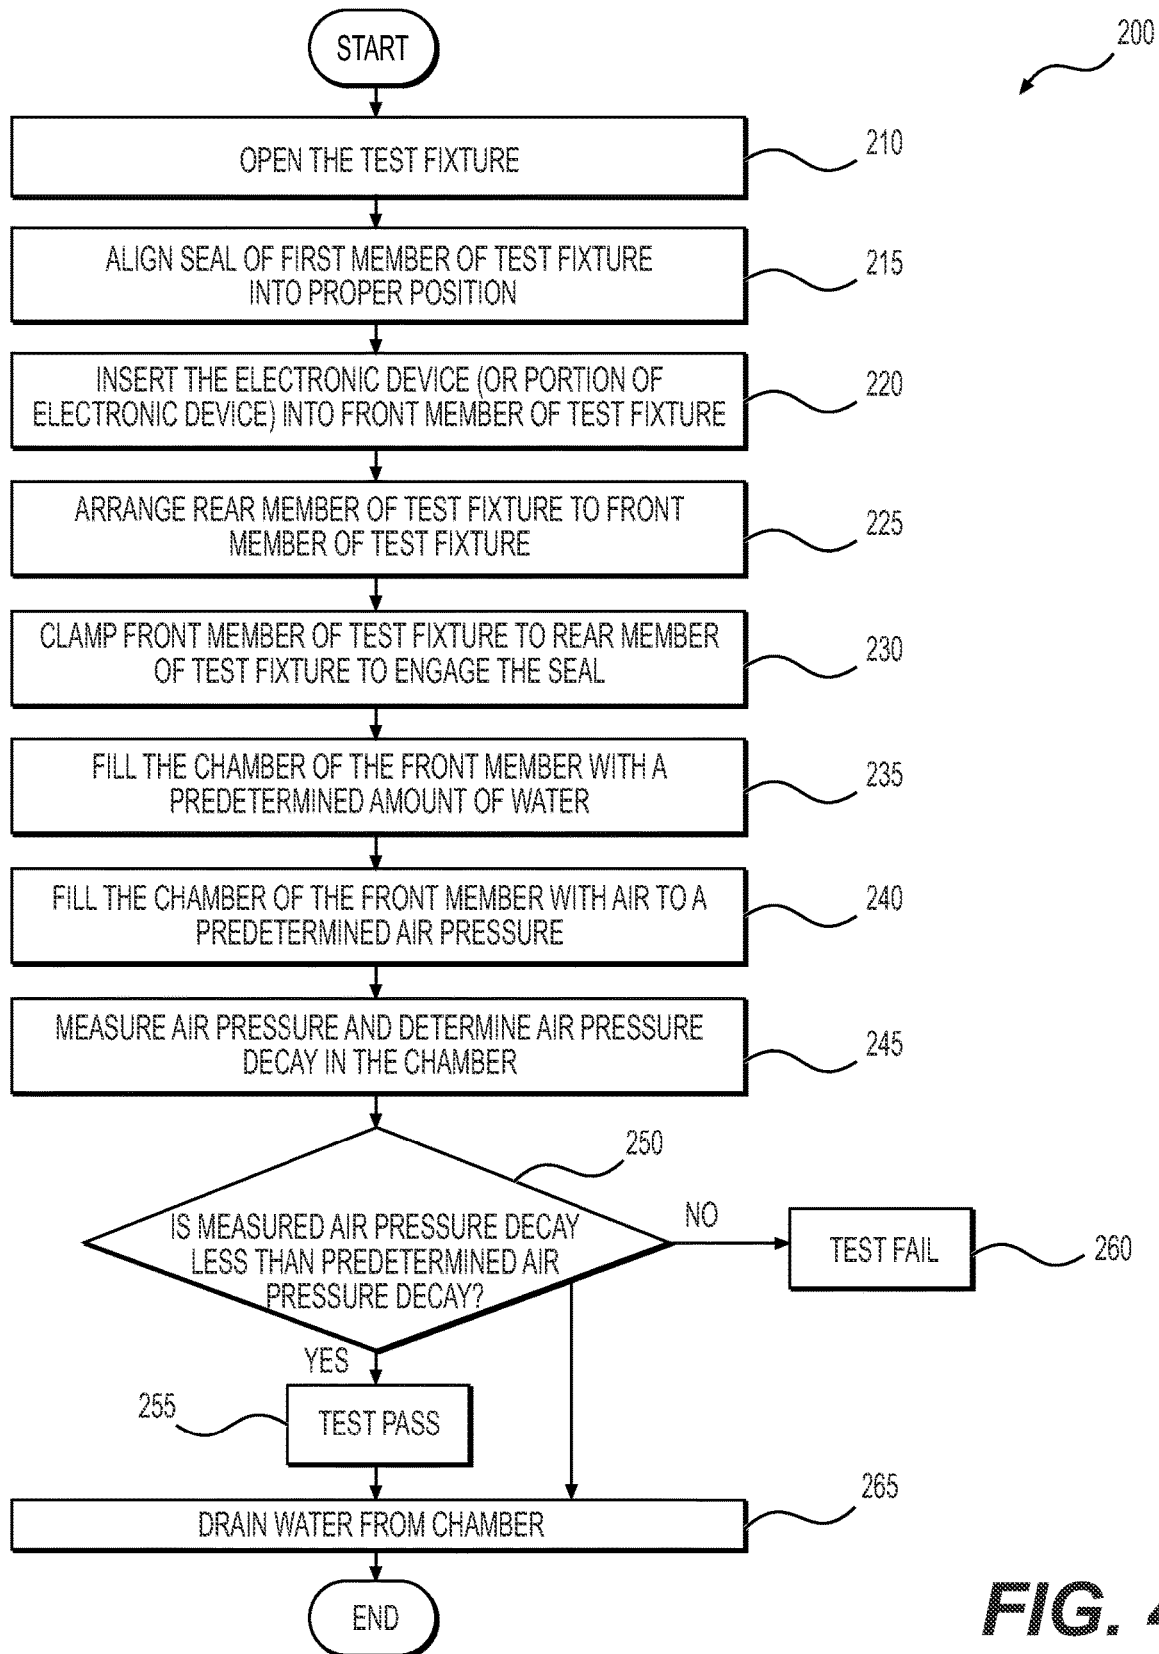 START
200
OPEN THE TEST FIXTURE
210
ALIGN SEAL OF FIRST MEMBER OF TEST FIXTURE
INTO PROPER POSITION
215
INSERT THE ELECTRONIC DEVICE (OR PORTION OF
ELECTRONIC DEVICE) INTO FRONT MEMBER OF TEST FIXTURE
220
ARRANGE REAR MEMBER OF TEST FIXTURE TO FRONT
MEMBER OF TEST FIXTURE
225
CLAMP FRONT MEMBER OF TEST FIXTURE TO REAR MEMBER
OF TEST FIXTURE TO ENGAGE THE SEAL
230
FILL THE CHAMBER OF THE FRONT MEMBER WITH A
PREDETERMINED AMOUNT OF WATER
235
FILL THE CHAMBER OF THE FRONT MEMBER WITH AIR TO A
PREDETERMINED AIR PRESSURE
240
MEASURE AIR PRESSURE AND DETERMINE AIR PRESSURE
DECAY IN THE CHAMBER
245
250
IS MEASURED AIR PRESSURE DECAY
LESS THAN PREDETERMINED AIR
PRESSURE DECAY?
NO
TEST FAIL
260
YES
255
TEST PASS
DRAIN WATER FROM CHAMBER
265
END
FIG. 4